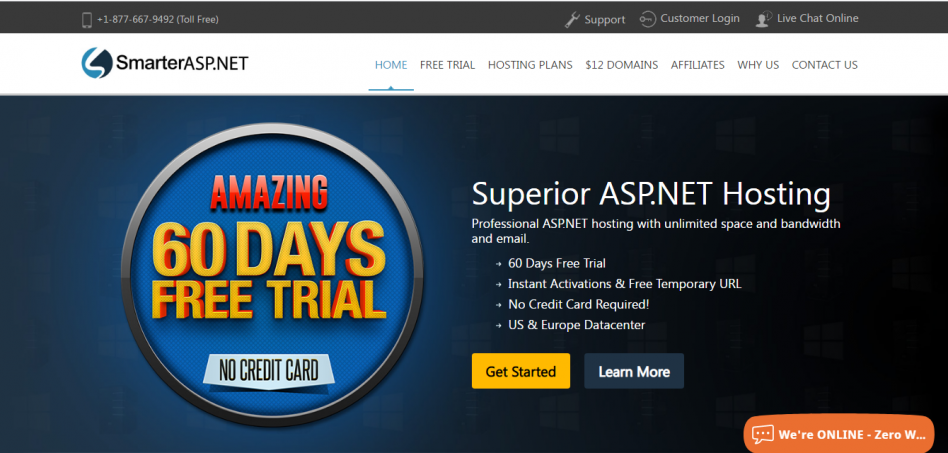 +1-877-667-9492 (Toll Free)
Support
Customer Login
Live Chat Online
SmarterASP.NET
HOME
FREE TRIAL
HOSTING PLANS
$12 DOMAINS
AFFILIATES
WHY US
CONTACT US
AMAZING
60 DAYS
FREE TRIAL
NO CREDIT CARD
Superior ASP.NET Hosting
Professional ASP.NET hosting with unlimited space and bandwidth
and email.
60 Days Free Trial
Instant Activations & Free Temporary URL
No Credit Card Required!
US & Europe Datacenter
Get Started
Learn More
We're ONLINE - Zero W...